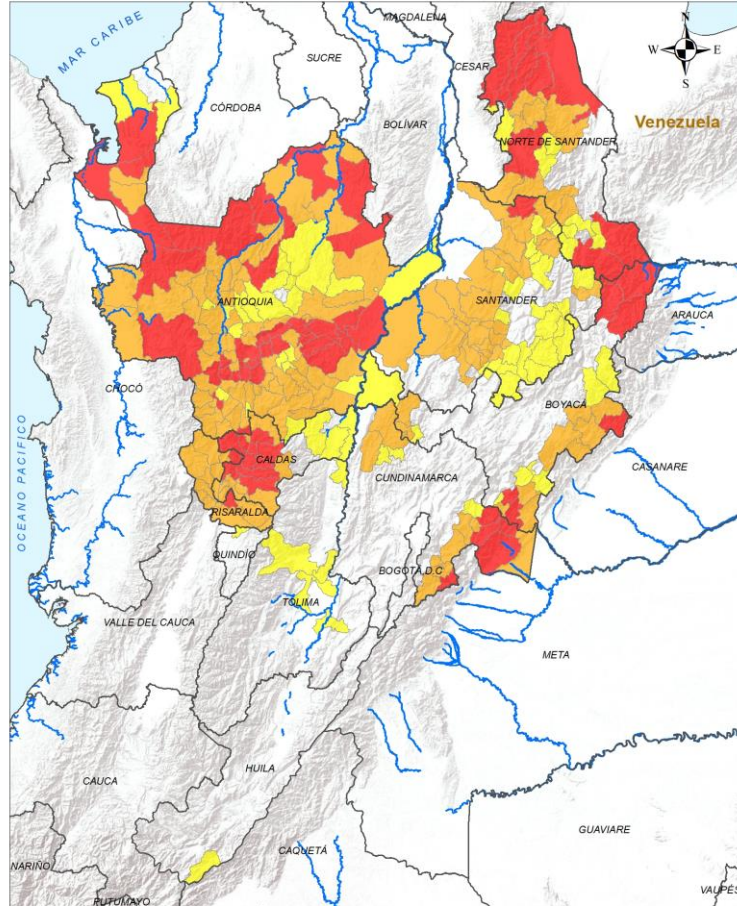 MAGDALENA
MAR CARIBE
SUCRE
N
W E
S
CESAR
CÓRDOBA
BOLÍVAR
Venezuela
NORTE DE SANTANDER
ANTIOQUIA
SANTANDER
ARAUCA
CHOCÓ
BOYACÁ
OCEANO PACIFICO
CALDAS
CUNDINAMARCA
CASANARE
RISARALDA
QUINDÍO
BOGOTÁ, D.C
TOLIMA
VALLE DEL CAUCA
META
HUILA
CAUCA
GUAVIARE
CAQUETÁ
NARIÑO
PUTUMAYO
VAUPÉS